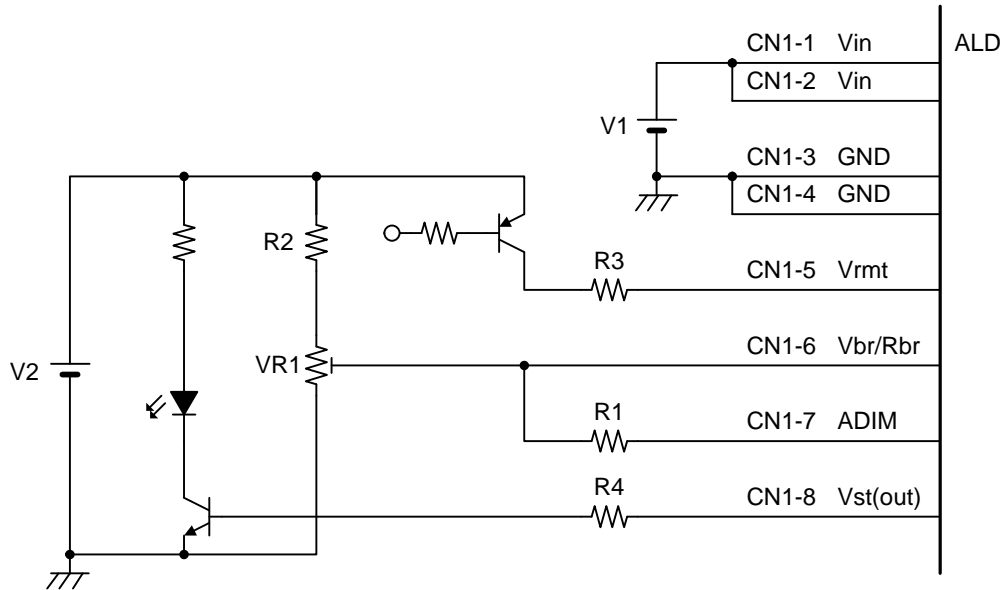 CN1-1 Vin ALD
CN1-2 Vin
V1
CN1-3 GND
CN1-4 GND
R2
R3
CN1-5 Vrmt
CN1-6 Vbr/Rbr
VR1
V2
R1
CN1-7 ADIM
R4
CN1-8 Vst(out)